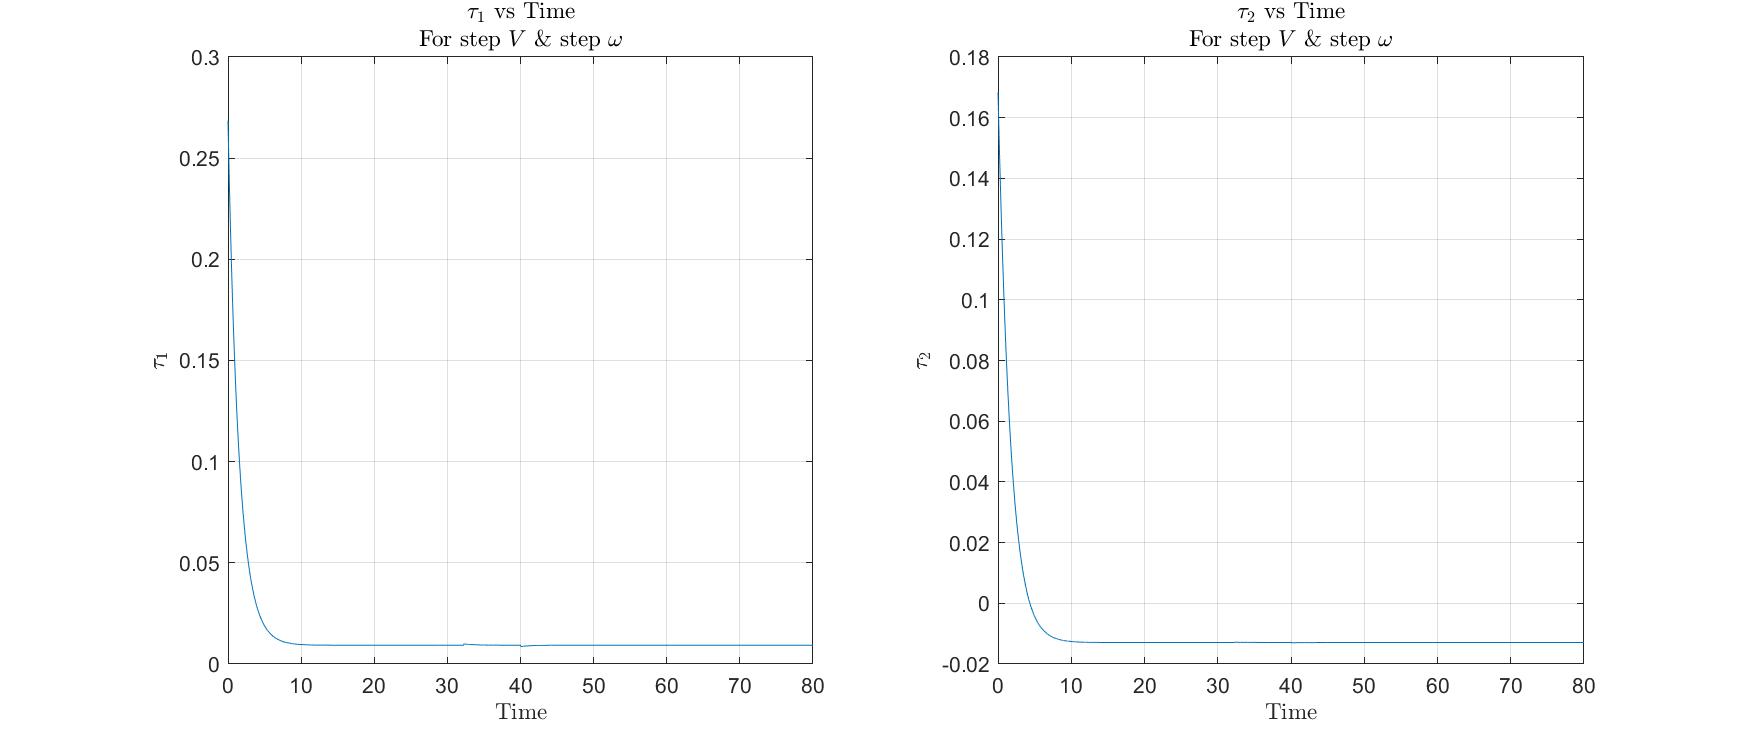 τ1 vs Time
For step V & step ω
0.3
0.25
0.2
0.15
0.1
0.05
0
τ1
0 10 20 30 40 50 60 70 80
Time
τ2 vs Time
For step V & step ω
0.18
0.16
0.14
0.12
0.1
0.08
0.06
0.04
0.02
0
-0.02
τ2
0 10 20 30 40 50 60 70 80
Time